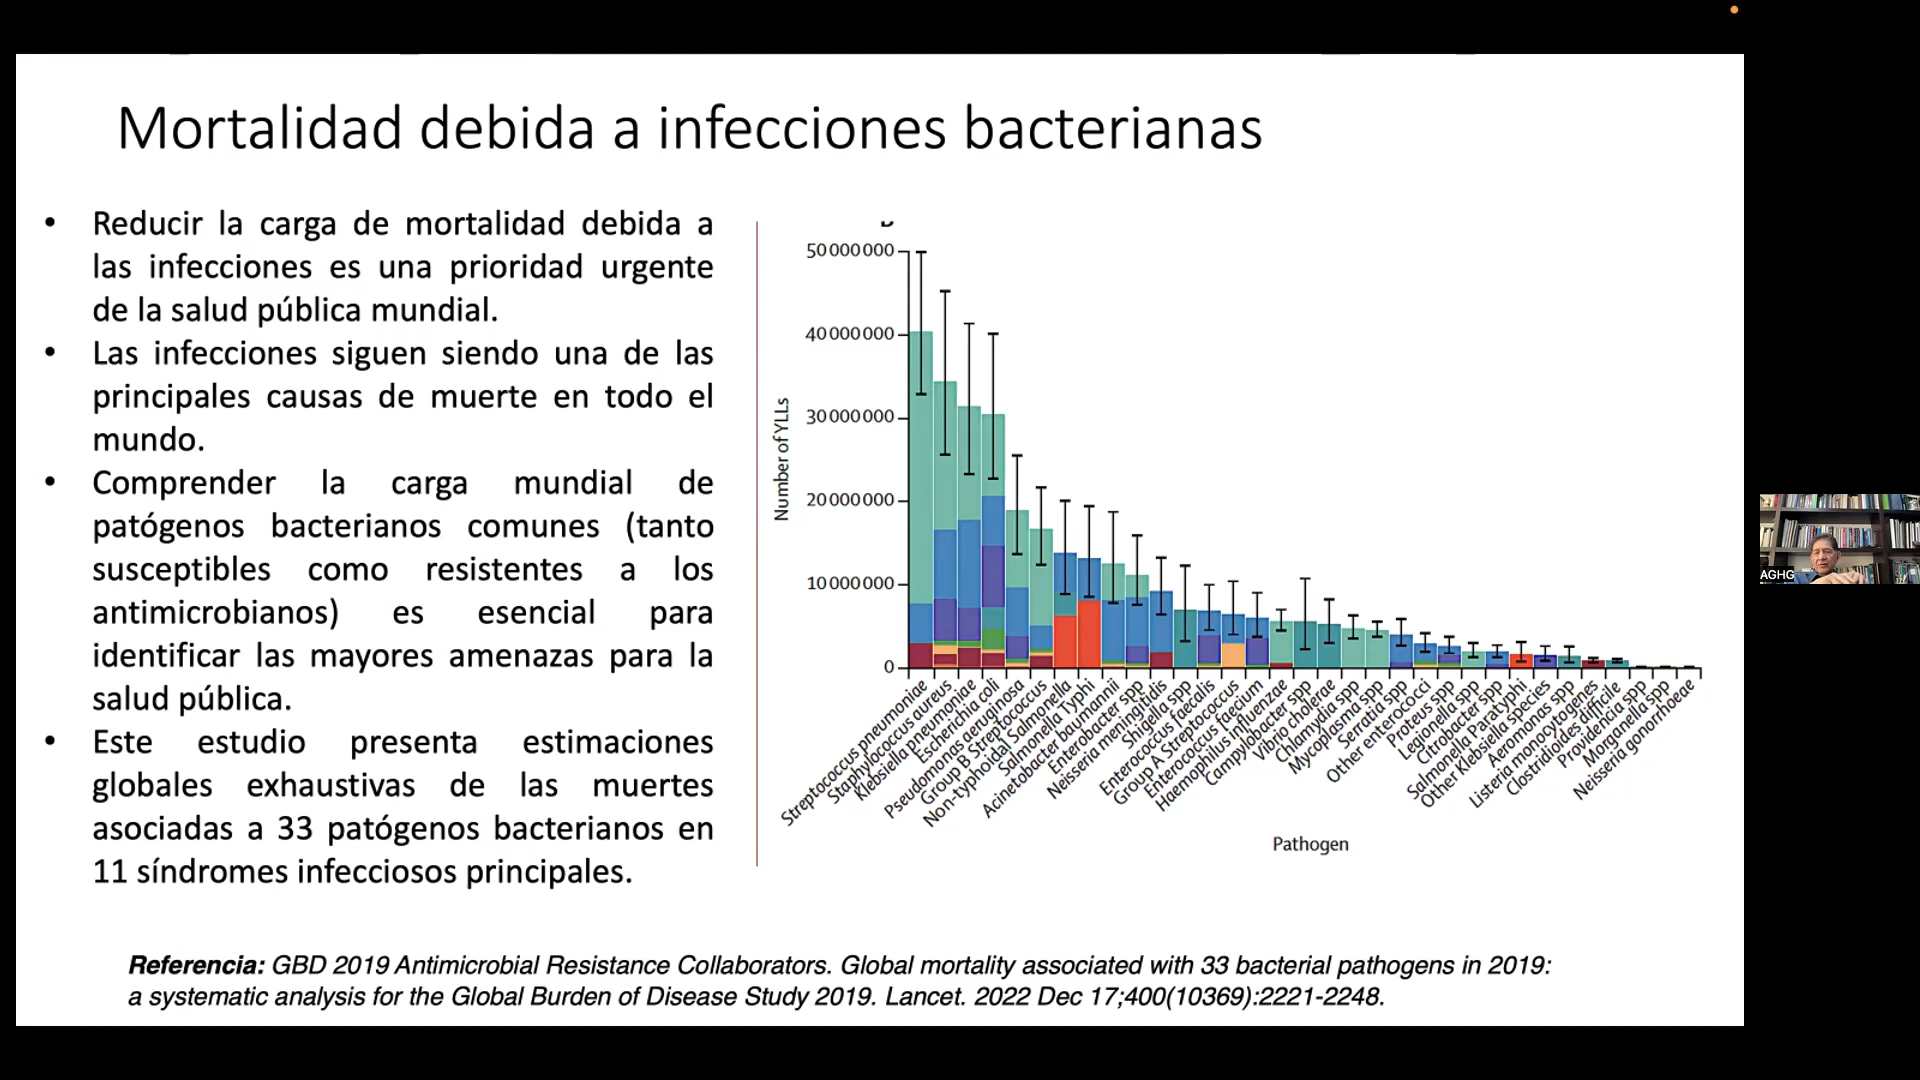 Mortalidad debida a infecciones bacterianas
• Reducir la carga de mortalidad debida a
las infecciones es una prioridad urgente
de la salud pública mundial.
• Las infecciones siguen siendo una de las
principales causas de muerte en todo el
mundo.
• Comprender la carga mundial de
patógenos bacterianos comunes (tanto
susceptibles como resistentes a los
antimicrobianos) es esencial para
identificar las mayores amenazas para la
salud pública.
• Este estudio presenta estimaciones
globales exhaustivas de las muertes
asociadas a 33 patógenos bacterianos en
11 síndromes infecciosos principales.
Number of YLLs
50 000 000
40 000 000
30 000 000
20 000 000
10 000 000
0
Streptococcus pneumoniae
Staphylococcus aureus
Klebsiella pneumoniae
Escherichia coli
Pseudomonas aeruginosa
Group B Streptococcus
Non-typhoidal Salmonella
Salmonella Typhi
Acinetobacter baumannii
Enterobacter spp
Neisseria meningitidis
Shigella spp
Enterococcus faecalis
Group A Streptococcus
Enterococcus faecium
Haemophilus influenzae
Campylobacter spp
Vibrio cholerae
Chlamydia spp
Mycoplasma spp
Serratia spp
Other enterococci
Proteus spp
Legionella spp
Citrobacter spp
Salmonella Paratyphi
Other Klebsiella species
Aeromonas spp
Listeria monocytogenes
Clostridioides difficile
Providencia spp
Morganella spp
Neisseria gonorrhoeae
Pathogen
Referencia: GBD 2019 Antimicrobial Resistance Collaborators. Global mortality associated with 33 bacterial pathogens in 2019:
a systematic analysis for the Global Burden of Disease Study 2019. Lancet. 2022 Dec 17;400(10369):2221-2248.
AGHG